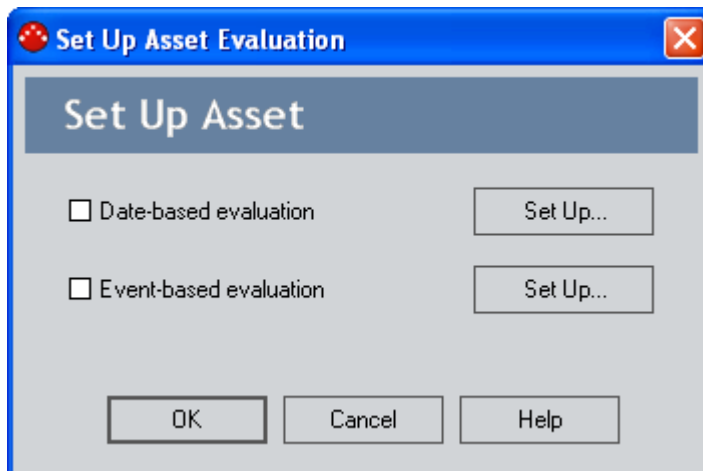 Set Up Asset Evaluation
Set Up Asset
Date-based evaluation Set Up...
Event-based evaluation Set Up...
OK Cancel Help